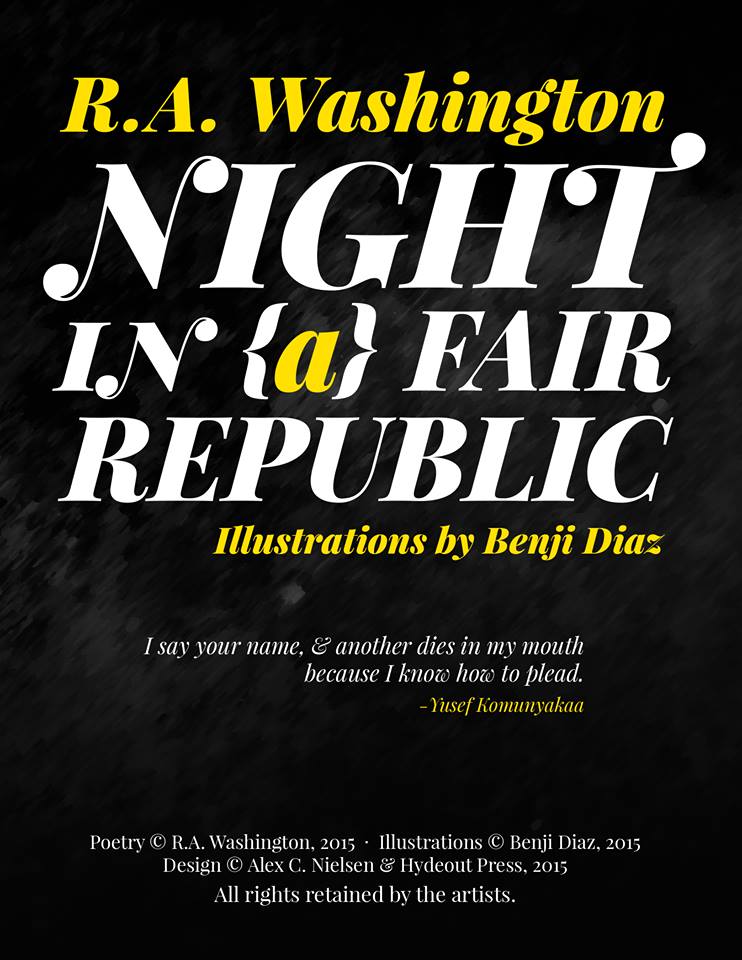 R.A. Washington
NIGHT
IN {a} FAIR
REPUBLIC
Illustrations by Benji Diaz
I say your name, & another dies in my mouth
because I know how to plead.
-Yusef Komunyakaa
Poetry © R.A. Washington, 2015 · Illustrations © Benji Diaz, 2015
Design © Alex C. Nielsen & Hydeout Press, 2015
All rights retained by the artists.